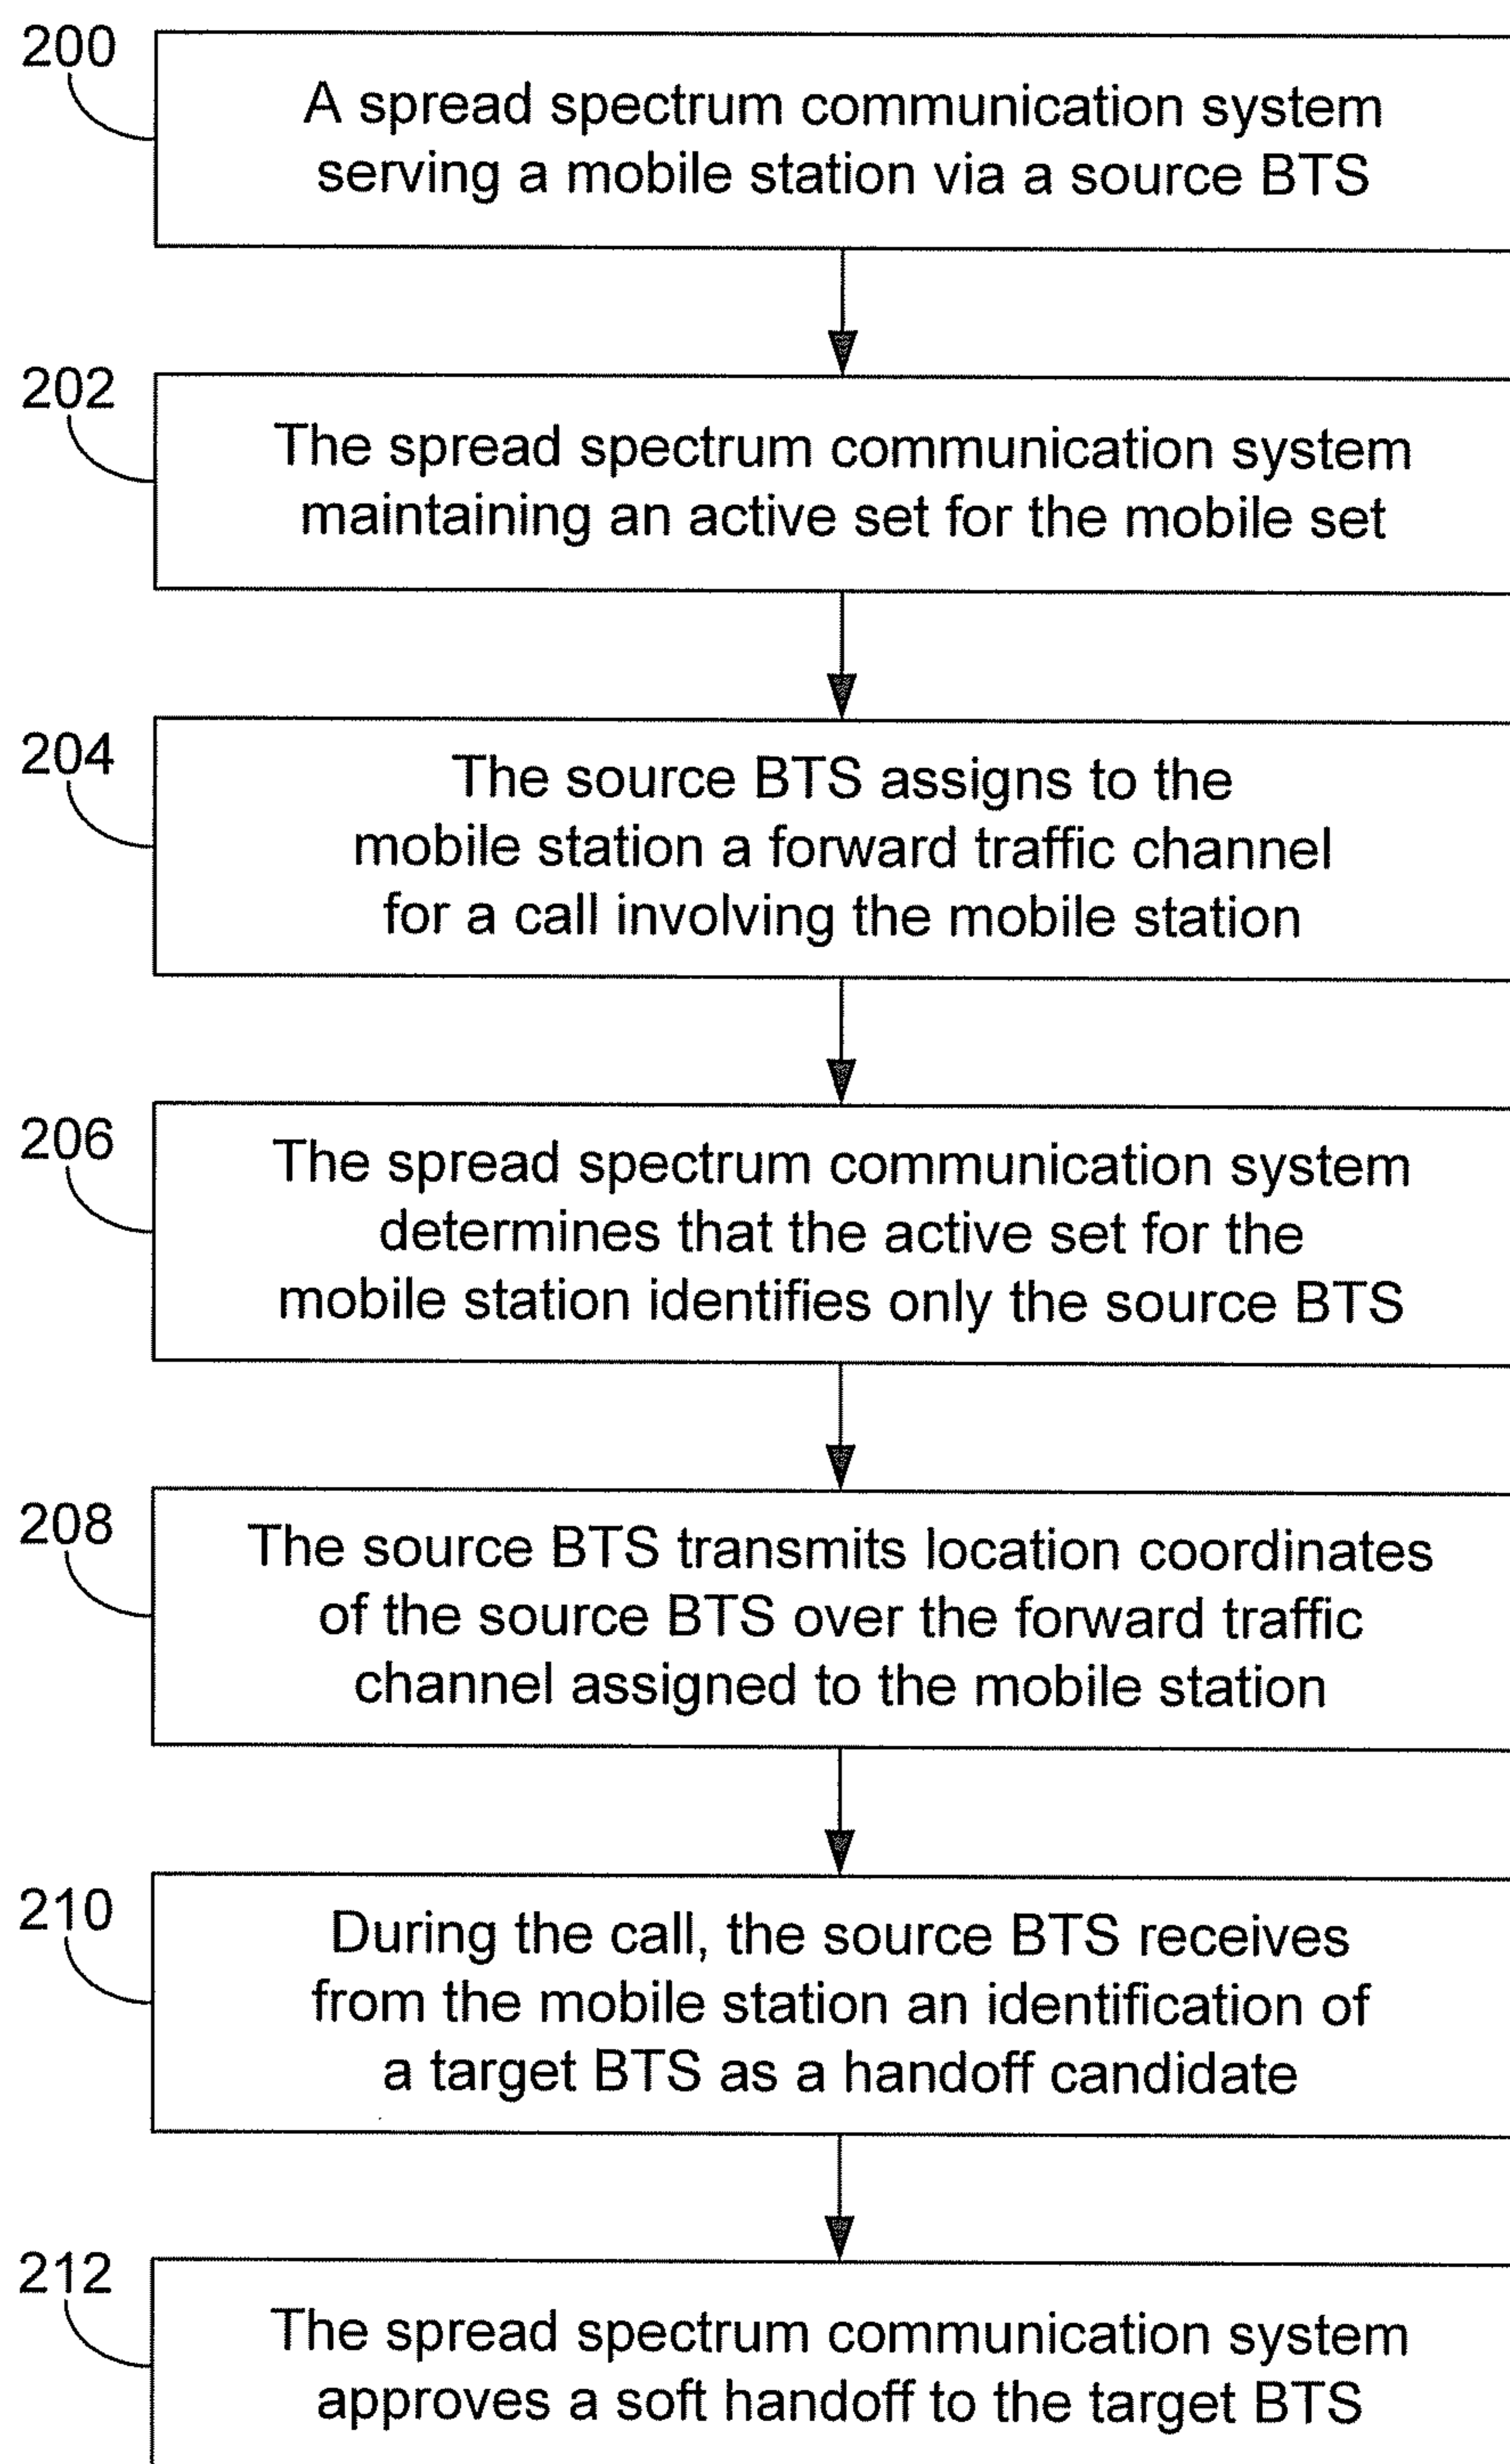 200
A spread spectrum communication system
serving a mobile station via a source BTS
202
The spread spectrum communication system
maintaining an active set for the mobile set
204
The source BTS assigns to the
mobile station a forward traffic channel
for a call involving the mobile station
206
The spread spectrum communication system
determines that the active set for the
mobile station identifies only the source BTS
208
The source BTS transmits location coordinates
of the source BTS over the forward traffic
channel assigned to the mobile station
210
During the call, the source BTS receives
from the mobile station an identification of
a target BTS as a handoff candidate
212
The spread spectrum communication system
approves a soft handoff to the target BTS